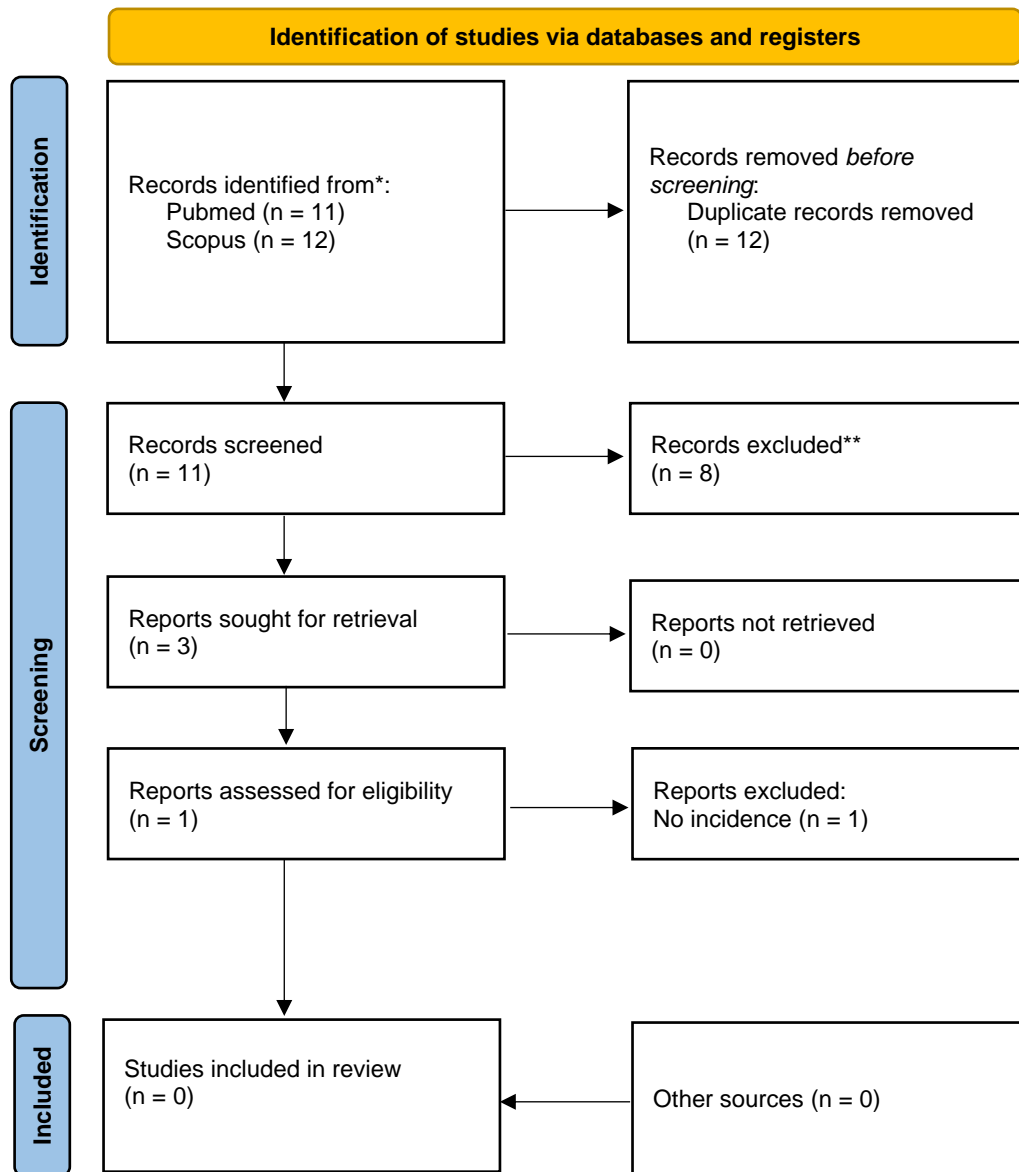 Identification of studies via databases and registers
Identification
Records identified from*:
Pubmed (n = 11)
Scopus (n = 12)
Records removed before
screening:
Duplicate records removed
(n = 12)
Screening
Records screened
(n = 11)
Records excluded**
(n = 8)
Reports sought for retrieval
(n = 3)
Reports not retrieved
(n = 0)
Reports assessed for eligibility
(n = 1)
Reports excluded:
No incidence (n = 1)
Included
Studies included in review
(n = 0)
Other sources (n = 0)